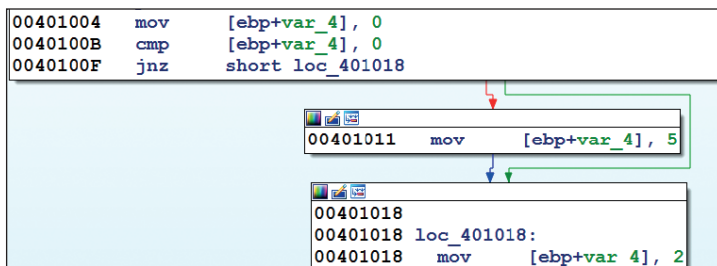 00401004 mov [ebp+var_4], 0
0040100B cmp [ebp+var_4], 0
0040100F jnz short loc_401018
00401011 mov [ebp+var_4], 5
00401018
00401018 loc_401018:
00401018 mov [ebp+var_4], 2